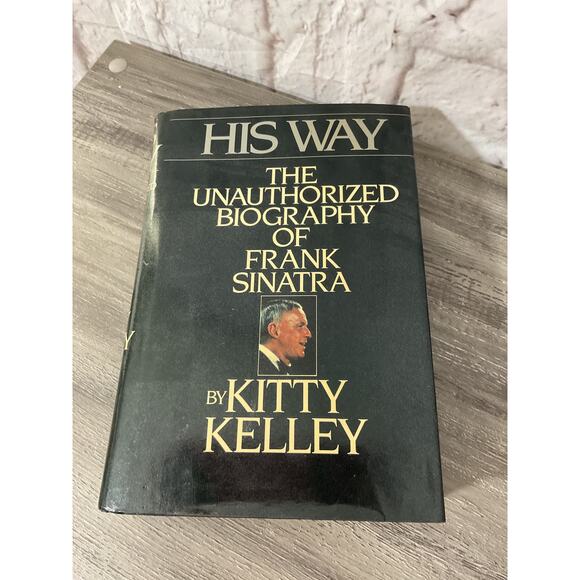 HIS WAY
THE
UNAUTHORIZED
BIOGRAPHY
OF
FRANK
SINATRA
BY KITTY
KELLEY